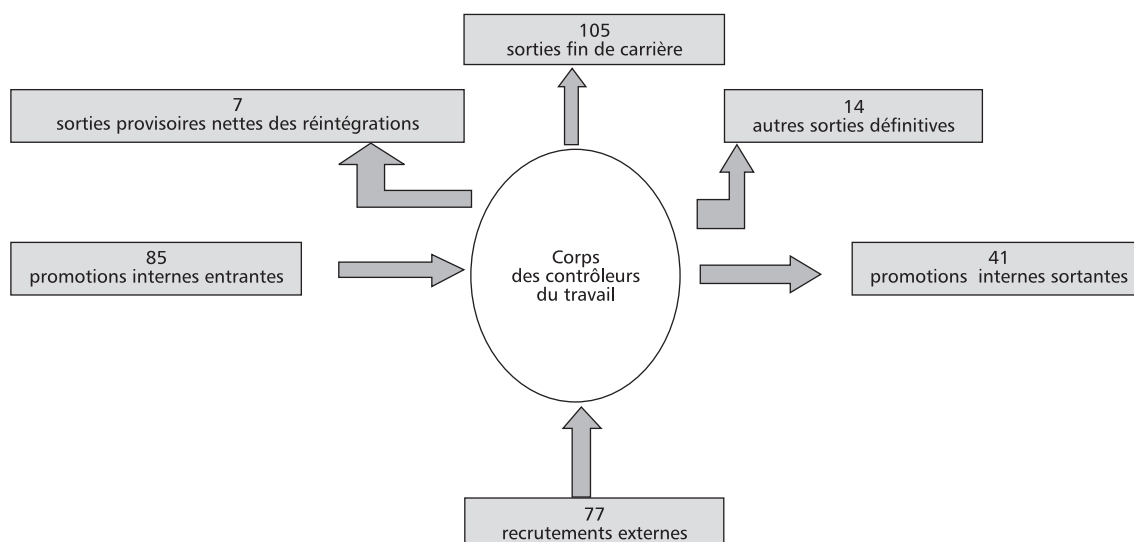 105
sorties fin de carrière
7
sorties provisoires nettes des réintégrations
14
autres sorties définitives
85
promotions internes entrantes
Corps
des contrôleurs
du travail
41
promotions internes sortantes
77
recrutements externes